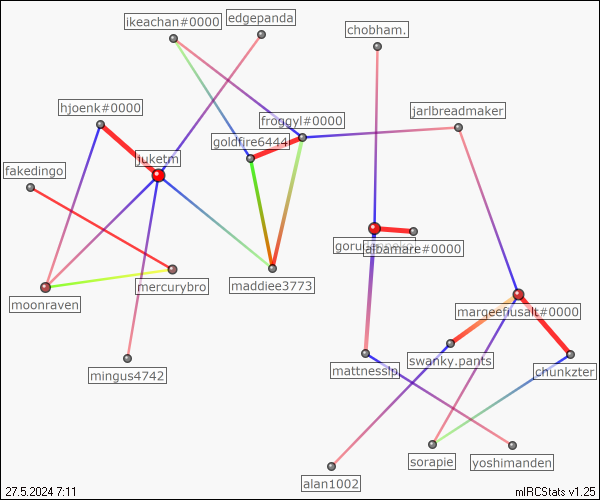 edgepanda
ikeachan#0000
chobham.
hjoenk#0000
froggyl#0000
jarlbreadmaker
goldfire6444
juketm
fakedingo
albamare#0000
mercurybro
maddiee3773
moonraven
marqeefiusalt#0000
swanky.pants
mattnesslp
chunkzter
mingus4742
sorapie
yoshimanden
alan1002
27.5.2024 7:11
mIRCStats v1.25